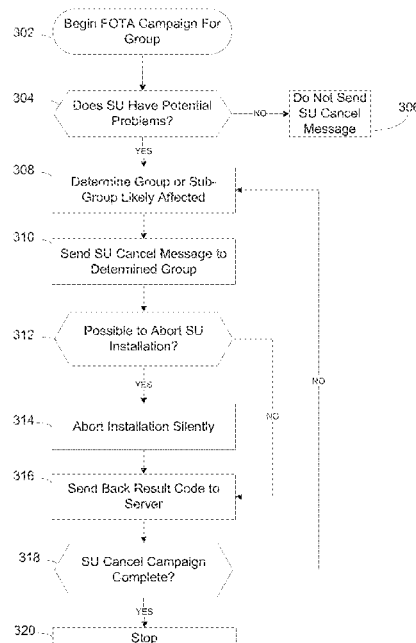 302
Begin FOTA Campaign For
Group
304
Does SU Have Potential
Problems?
NO
Do Not Send
SU Cancel
Message
306
YES
308
Determine Group or Sub-
Group Likely Affected
310
Send SU Cancel Message to
Determined Group
312
Possible to Abort SU
Installation?
NO
NO
YES
314
Abort Installation Silently
316
Send Back Result Code to
Server
318
SU Cancel Campaign
Complete?
YES
320
Stop